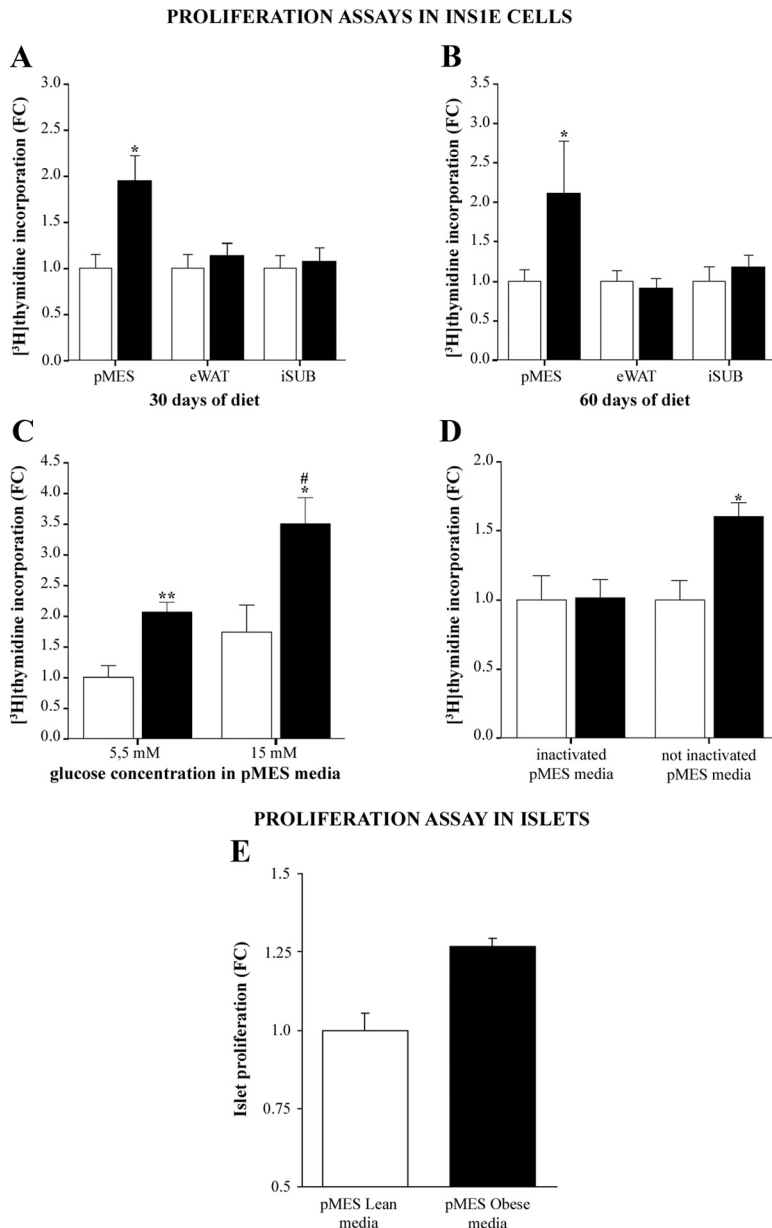 PROLIFERATION ASSAYS IN INS1E CELLS
A
[³H]thymidine incorporation (FC)
3.0
2.5
2.0
1.5
1.0
0.5
0.0
*
pMES eWAT iSUB
30 days of diet
B
[³H]thymidine incorporation (FC)
3.5
3.0
2.5
2.0
1.5
1.0
0.5
0.0
*
pMES eWAT iSUB
60 days of diet
C
[³H]thymidine incorporation (FC)
4.5
4.0
3.5
3.0
2.5
2.0
1.5
1.0
0.5
0.0
**
#
*
5,5 mM 15 mM
glucose concentration in pMES media
D
[³H]thymidine incorporation (FC)
2.0
1.5
1.0
0.5
0.0
*
inactivated
pMES media
not inactivated
pMES media
PROLIFERATION ASSAY IN ISLETS
E
Islet proliferation (FC)
1.5
1.25
1.0
0.75
0.5
pMES Lean
media
pMES Obese
media